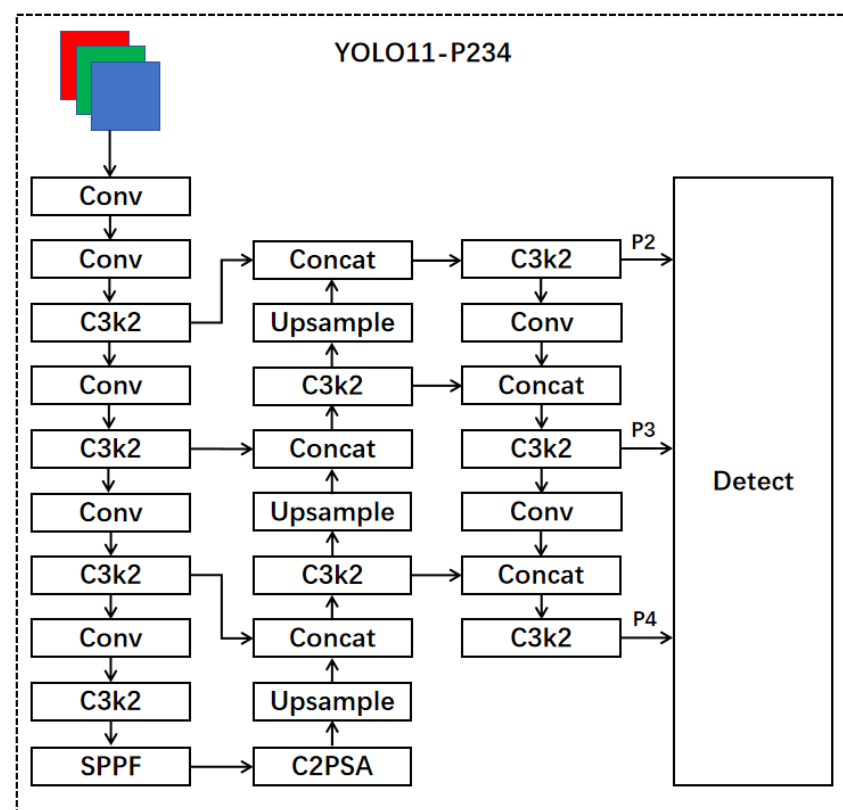 YOLO11-P234
Conv
Conv
C3k2
Conv
C3k2
Conv
C3k2
Conv
C3k2
SPPF
Concat
Upsample
C3k2
Concat
Upsample
C3k2
Concat
Upsample
C2PSA
C3k2
Conv
Concat
C3k2
Conv
Concat
C3k2
P2
P3
P4
Detect